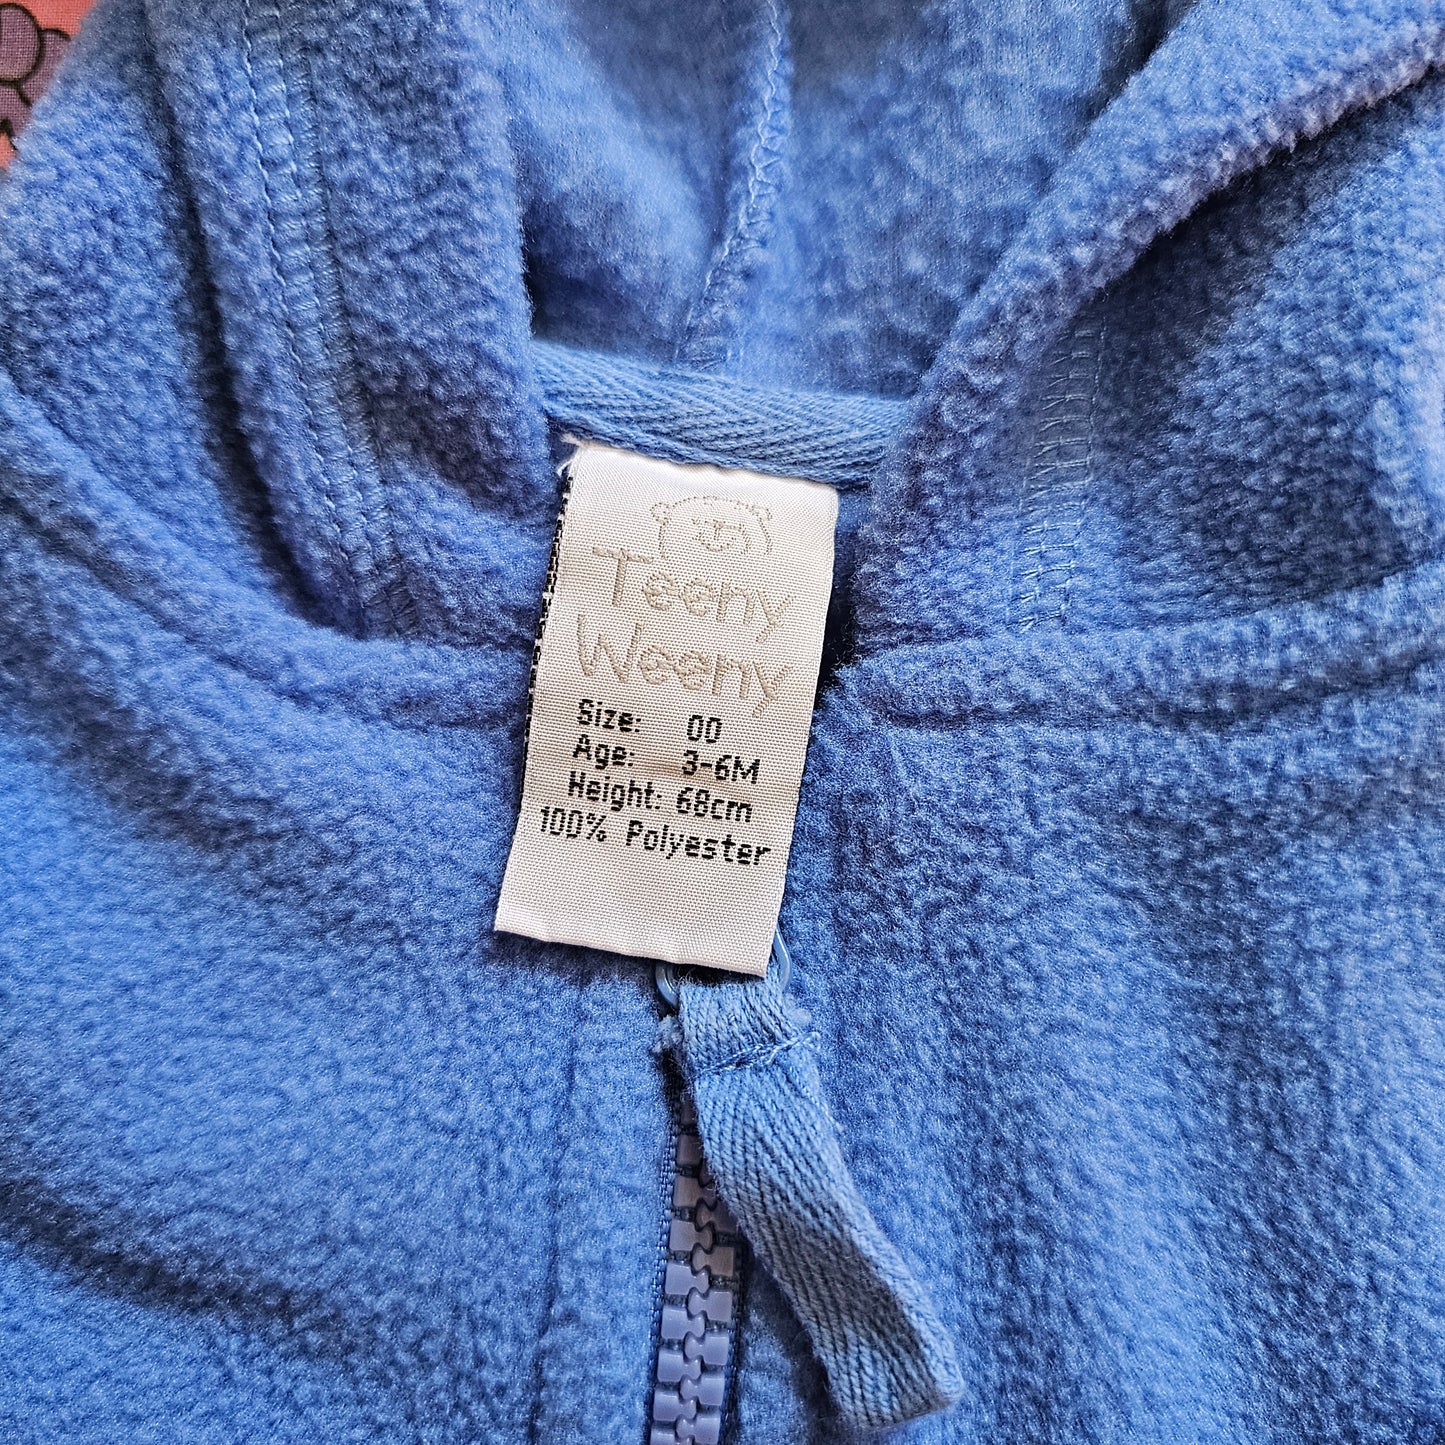 Teeny
Weeny
Size: 00
Age: 3-6M
Height: 68cm
100% Polyester